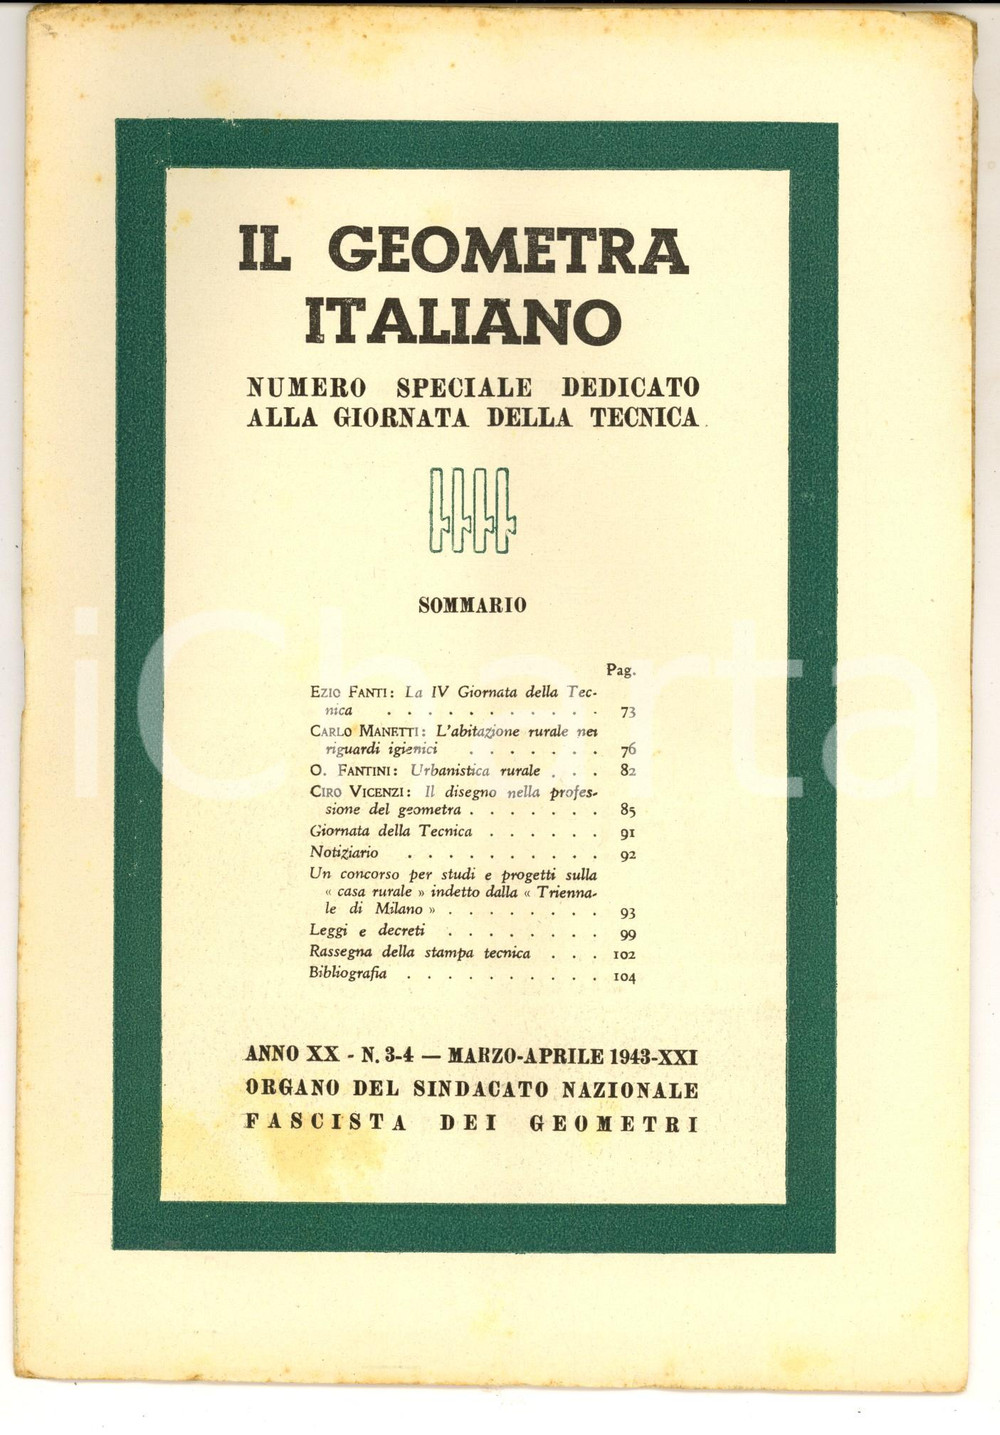 IL GEOMETRA
ITALIANO
NUMERO SPECIALE DEDICATO
ALLA GIORNATA DELLA TECNICA
SOMMARIO
Pag.
EZIO FANTI: La IV Giornata della Tec-
nica . . . . . . . . . . . 73
CARLO MANETTI: L'abitazione rurale nei
riguardi igienici . . . . . . . 76
O. FANTINI: Urbanistica rurale . . . 82
CIRO VICENZI: Il disegno nella profes-
sione del geometra . . . . . . . 85
Giornata della Tecnica . . . . . . 91
Notiziario . . . . . . . . . . 92
Un concorso per studi e progetti sulla
« casa rurale » indetto dalla « Trienna-
le di Milano » . . . . . . . . 93
Leggi e decreti . . . . . . . . 99
Rassegna della stampa tecnica . . . 102
Bibliografia . . . . . . . . . . 104
ANNO XX - N. 3-4 — MARZO-APRILE 1943-XXI
ORGANO DEL SINDACATO NAZIONALE
FASCISTA DEI GEOMETRI
iCharta